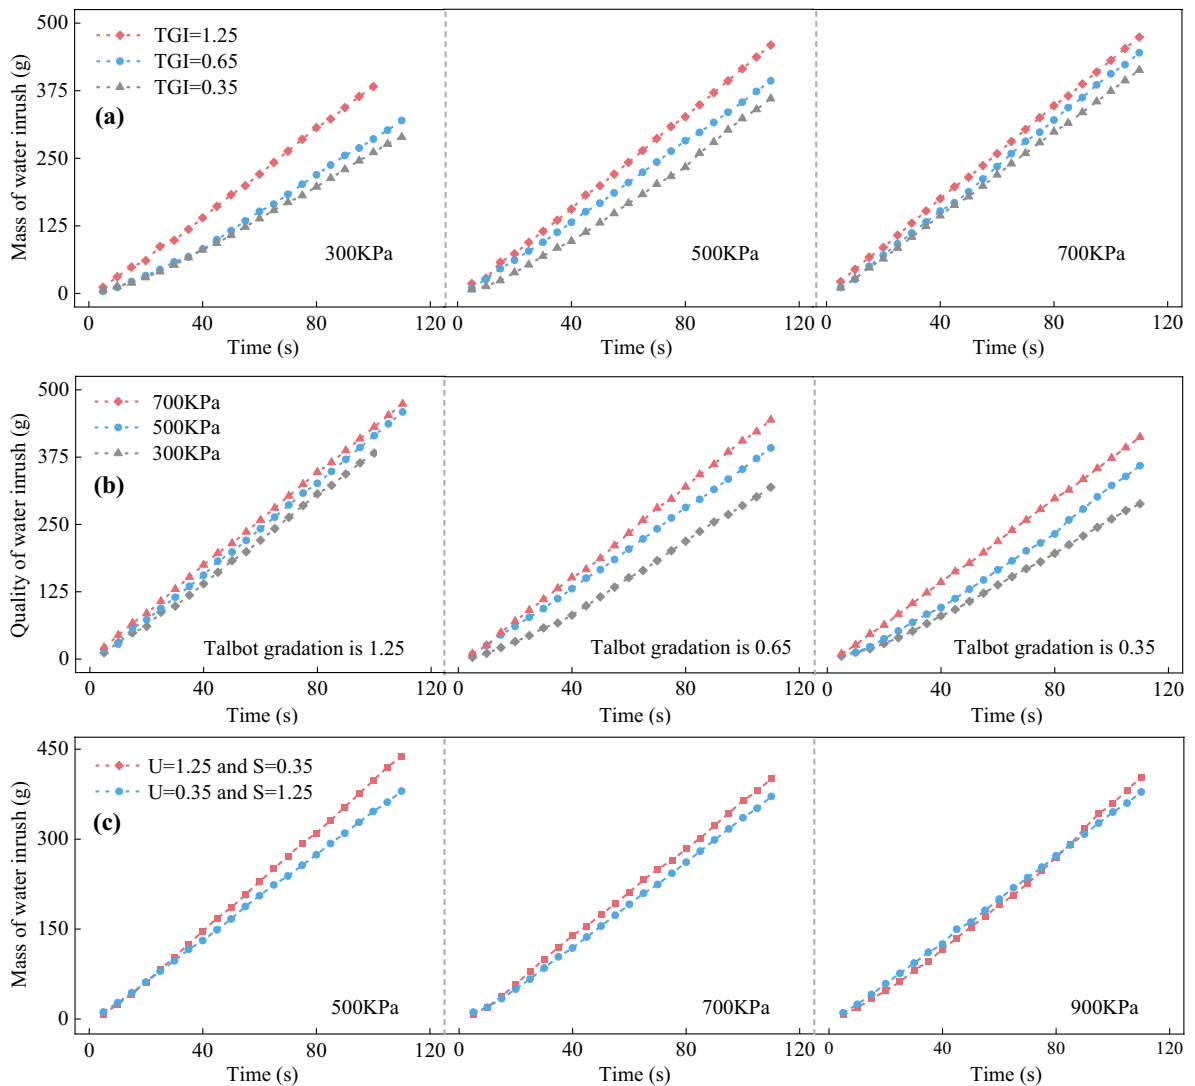 500
375
250
125
0
Mass of water inrush (g)
TGI=1.25
TGI=0.65
TGI=0.35
(a)
300KPa
500KPa
700KPa
0 40 80 120 0 40 80 120 0 40 80 120
Time (s) Time (s) Time (s)
500
375
250
125
0
Quality of water inrush (g)
700KPa
500KPa
300KPa
(b)
Talbot gradation is 1.25
Talbot gradation is 0.65
Talbot gradation is 0.35
0 40 80 120 0 40 80 120 0 40 80 120
Time (s) Time (s) Time (s)
450
300
150
0
Mass of water inrush (g)
U=1.25 and S=0.35
U=0.35 and S=1.25
(c)
500KPa
700KPa
900KPa
0 40 80 120 0 40 80 120 0 40 80 120
Time (s) Time (s) Time (s)